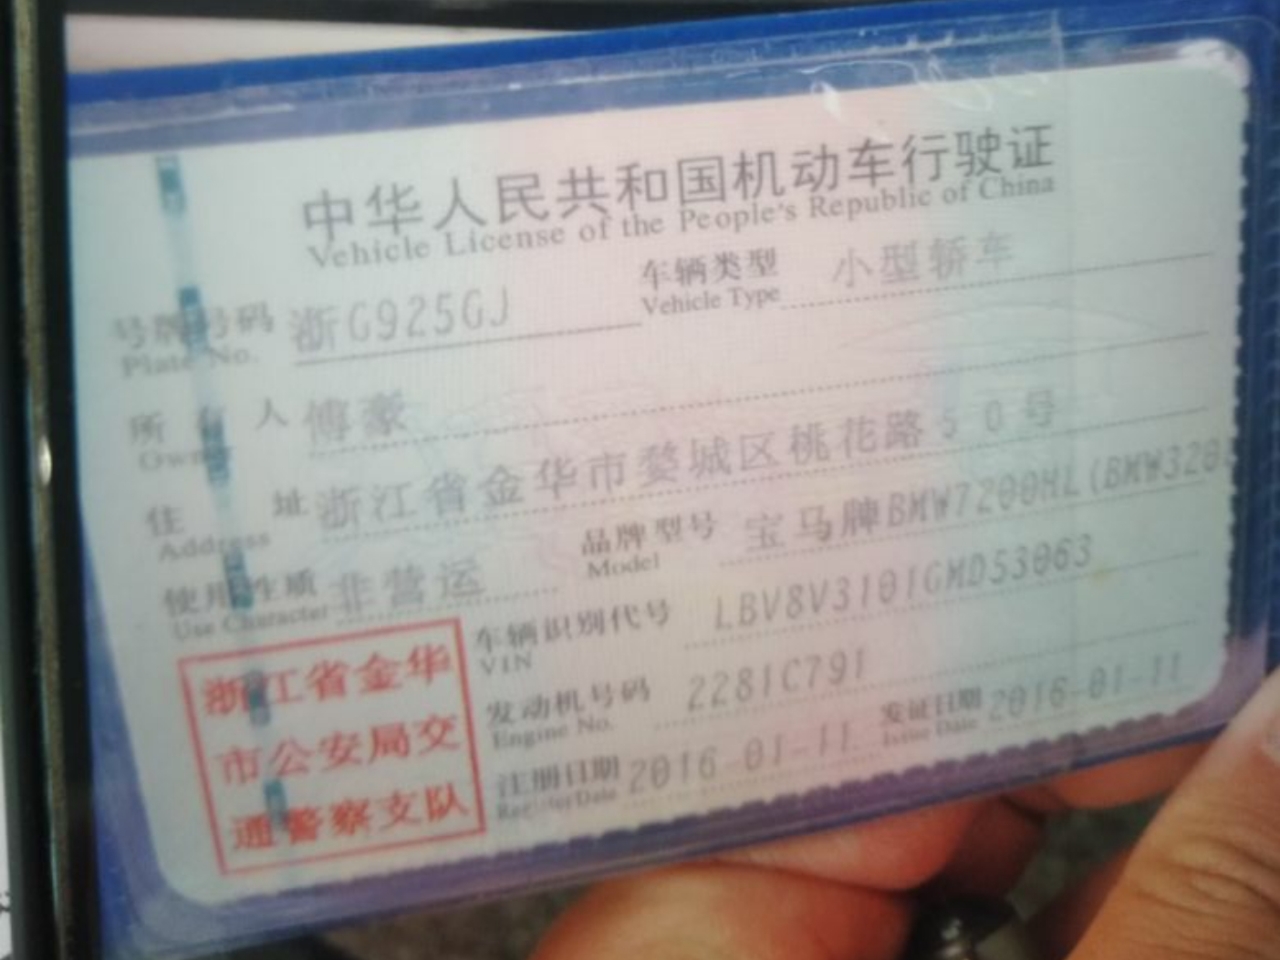 中华人民共和国机动车行驶证
Vehicle License of the People's Republic of China
号牌号码 浙G925GJ 车辆类型 小型轿车
Plate No. Vehicle Type
所有人 傅豪
Owner
住址 浙江省金华市婺城区桃花路50号
Address
使用性质 非营运 品牌型号 宝马牌BMW7200HL(BMW320
Use Character Model
车辆识别代号 LBV8V3101GMD53063
VIN
发动机号码 2281C791
Engine No.
注册日期 2016-01-11 发证日期 2016-01-11
Register Date Issue Date
浙江省金华
市公安局交
通警察支队